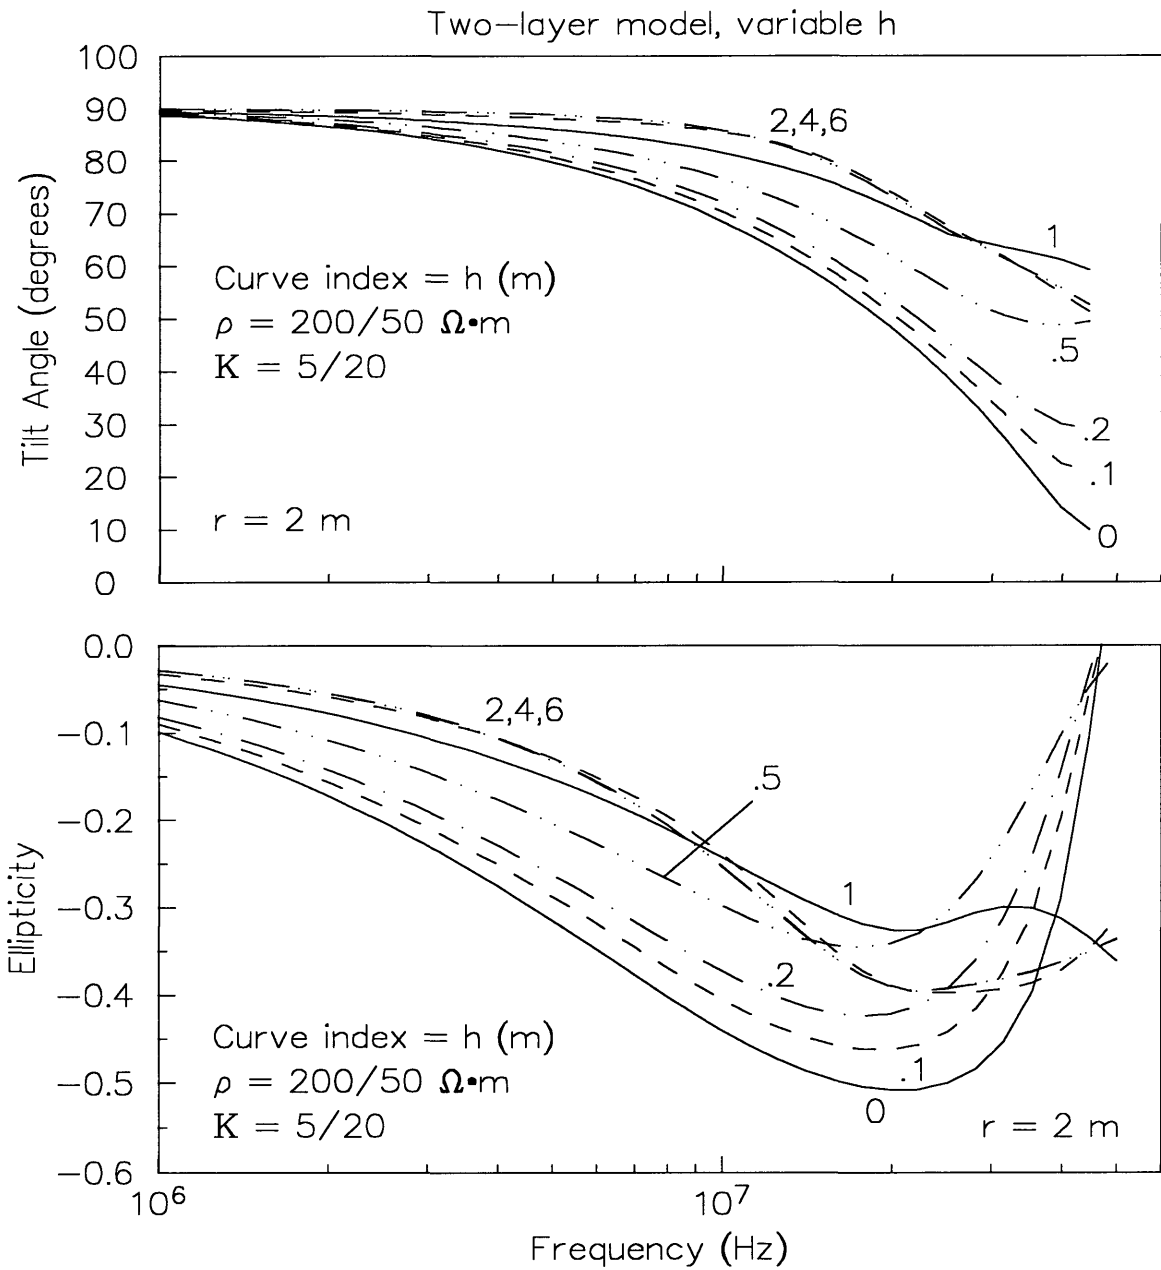 Two-layer model, variable h
100
90
80
70
60
50
40
30
20
10
0
Tilt Angle (degrees)
2,4,6
1
.5
.2
.1
0
Curve index = h (m)
ρ = 200/50 Ω•m
K = 5/20
r = 2 m
0.0
-0.1
-0.2
-0.3
-0.4
-0.5
-0.6
Ellipticity
2,4,6
.5
1
.2
.1
0
Curve index = h (m)
ρ = 200/50 Ω•m
K = 5/20
r = 2 m
10⁶
10⁷
Frequency (Hz)